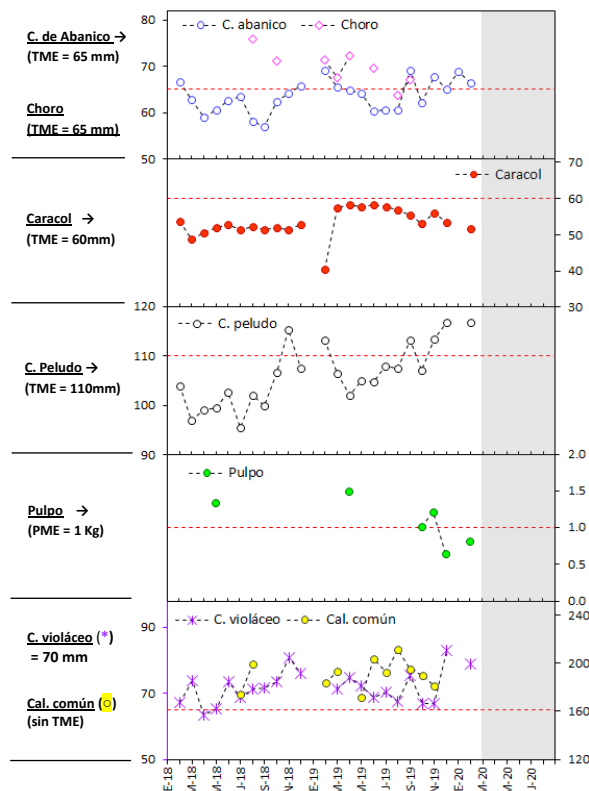 C. de Abanico →
(TME = 65 mm)
Choro
(TME = 65 mm)
80
70
60
50
C. abanico
Choro
Caracol →
(TME = 60mm)
Caracol
70
60
50
40
30
C. Peludo →
(TME = 110mm)
120
110
100
90
C. peludo
Pulpo →
(PME = 1 Kg)
Pulpo
2.0
1.5
1.0
0.5
0.0
C. violáceo (*)
= 70 mm
Cal. común (O)
(sin TME)
90
70
50
C. violáceo
Cal. común
240
200
160
120
E-18
M-18
M-18
J-18
S-18
N-18
E-19
M-19
M-19
J-19
S-19
N-19
E-20
M-20
M-20
J-20